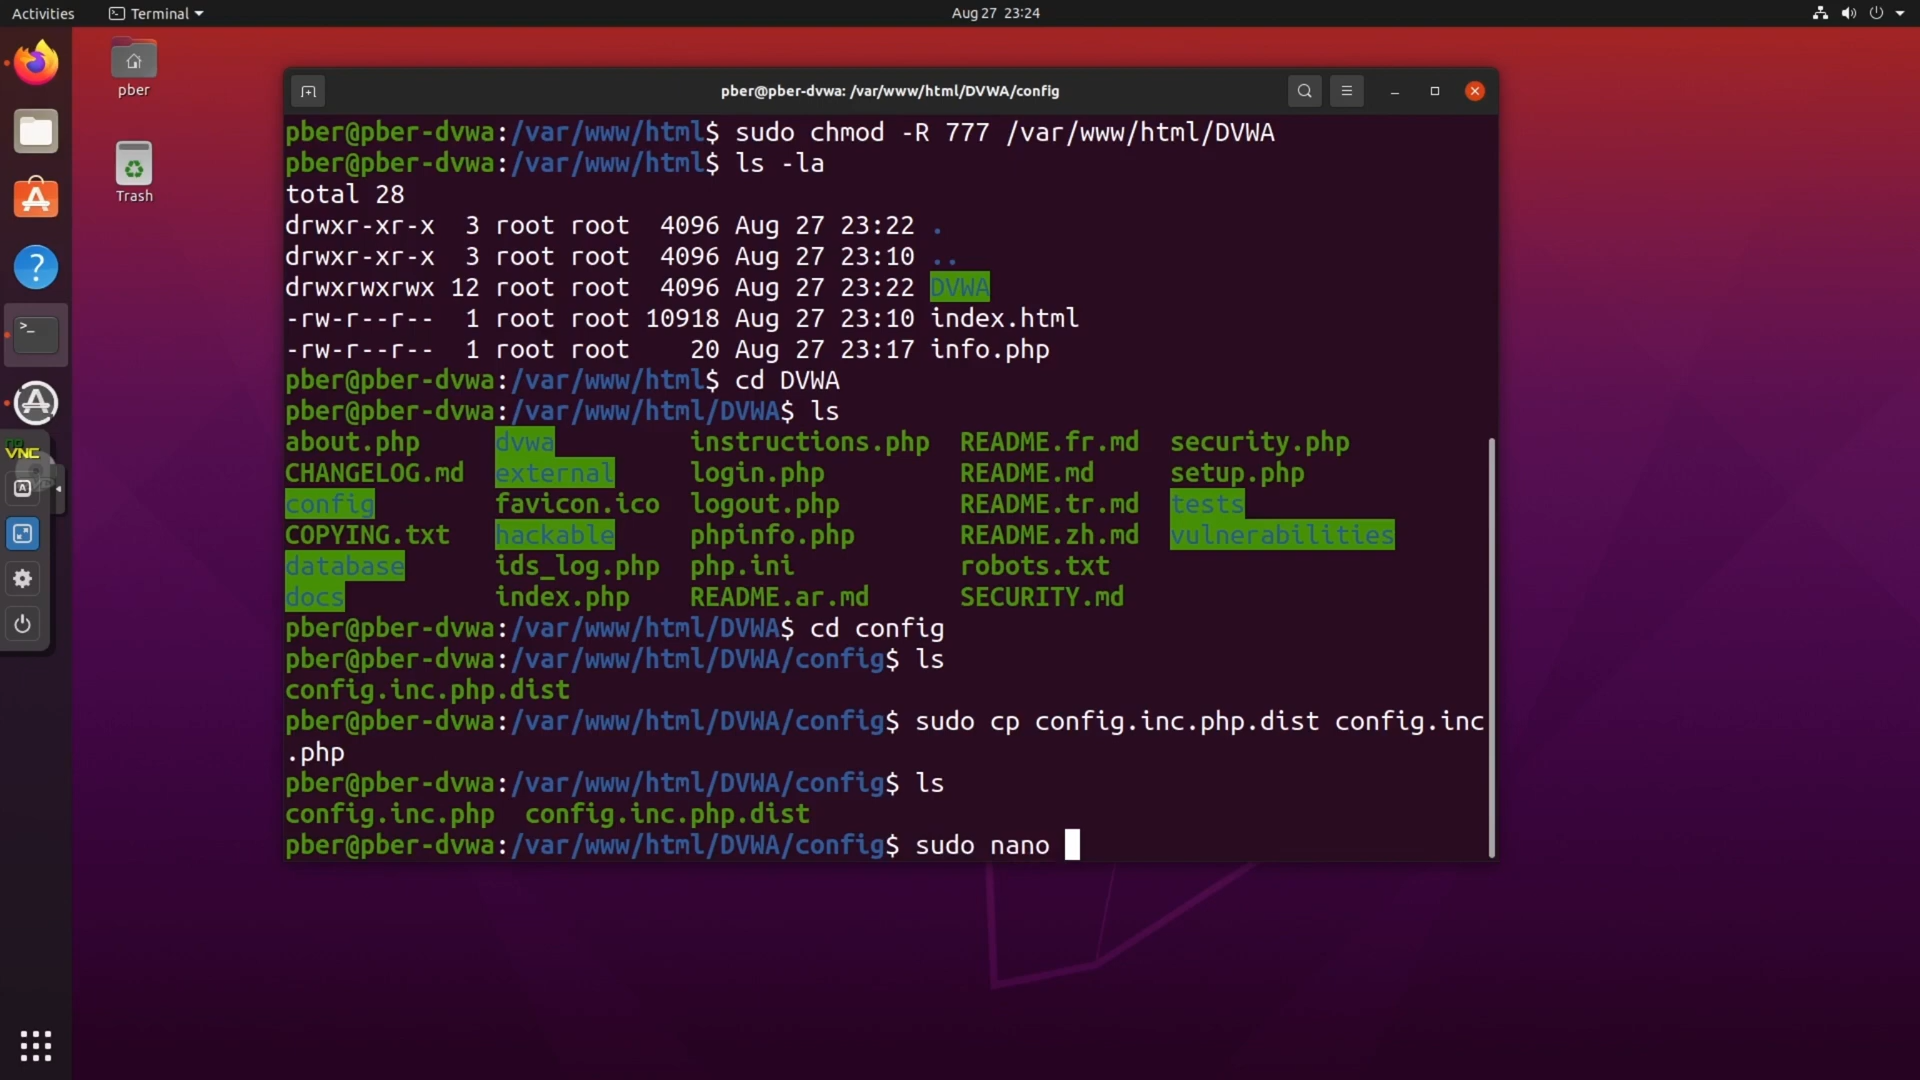 Activities Terminal Aug 27 23:24
pber
Trash
pber@pber-dvwa: /var/www/html/DVWA/config
pber@pber-dvwa:/var/www/html$ sudo chmod -R 777 /var/www/html/DVWA
pber@pber-dvwa:/var/www/html$ ls -la
total 28
drwxr-xr-x  3 root root  4096 Aug 27 23:22 .
drwxr-xr-x  3 root root  4096 Aug 27 23:10 ..
drwxrwxrwx 12 root root  4096 Aug 27 23:22 DVWA
-rw-r--r--  1 root root 10918 Aug 27 23:10 index.html
-rw-r--r--  1 root root    20 Aug 27 23:17 info.php
pber@pber-dvwa:/var/www/html$ cd DVWA
pber@pber-dvwa:/var/www/html/DVWA$ ls
about.php     dvwa         instructions.php  README.fr.md  security.php
CHANGELOG.md  external     login.php         README.md     setup.php
config        favicon.ico  logout.php        README.tr.md  tests
COPYING.txt   hackable     phpinfo.php       README.zh.md  vulnerabilities
database      ids_log.php  php.ini           robots.txt
docs          index.php    README.ar.md      SECURITY.md
pber@pber-dvwa:/var/www/html/DVWA$ cd config
pber@pber-dvwa:/var/www/html/DVWA/config$ ls
config.inc.php.dist
pber@pber-dvwa:/var/www/html/DVWA/config$ sudo cp config.inc.php.dist config.inc
.php
pber@pber-dvwa:/var/www/html/DVWA/config$ ls
config.inc.php  config.inc.php.dist
pber@pber-dvwa:/var/www/html/DVWA/config$ sudo nano
no
VNC
A